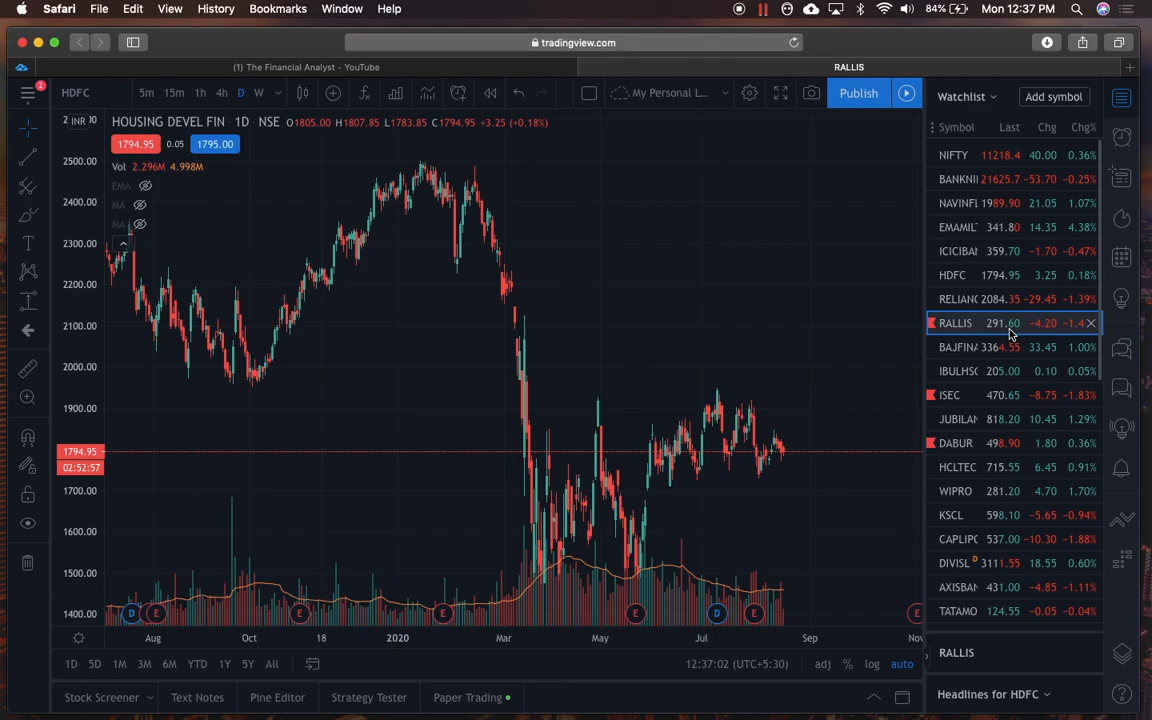 Safari File Edit View History Bookmarks Window Help 84% Mon 12:37 PM
tradingview.com
(1) The Financial Analyst - YouTube RALLIS
2 HDFC 5m 15m 1h 4h D W My Personal L... Publish Watchlist Add symbol
INR HOUSING DEVEL FIN · 1D · NSE O1805.00 H1807.85 L1783.85 C1794.95 +3.25 (+0.18%)
1794.95 0.05 1795.00
Vol 2.296M 4.998M
EMA
MA
MA
2500.00
2400.00
2300.00
2200.00
2100.00
2000.00
1900.00
1794.95
02:52:57
1700.00
1600.00
1500.00
1400.00
D E E E E D E E
Aug Oct 18 2020 Mar May Jul Sep Nov
1D 5D 1M 3M 6M YTD 1Y 5Y All 12:37:02 (UTC+5:30) adj % log auto
Stock Screener Text Notes Pine Editor Strategy Tester Paper Trading
Symbol Last Chg Chg%
NIFTY 11218.4 40.00 0.36%
BANKNI 21625.7 −53.70 −0.25%
NAVINFL 1989.90 21.05 1.07%
EMAMIL 341.80 14.35 4.38%
ICICIBAN 359.70 −1.70 −0.47%
HDFC 1794.95 3.25 0.18%
RELIANC 2084.35 −29.45 −1.39%
RALLIS 291.60 −4.20 −1.4
BAJFINA 3364.55 33.45 1.00%
IBULHSG 205.00 0.10 0.05%
ISEC 470.65 −8.75 −1.83%
JUBILAN 818.20 10.45 1.29%
DABUR 498.90 1.80 0.36%
HCLTEC 715.55 6.45 0.91%
WIPRO 281.20 4.70 1.70%
KSCL 598.10 −5.65 −0.94%
CAPLIPC 537.00 −10.30 −1.88%
DIVISL D 3111.55 18.55 0.60%
AXISBAN 431.00 −4.85 −1.11%
TATAMO 124.55 −0.05 −0.04%
RALLIS
Headlines for HDFC